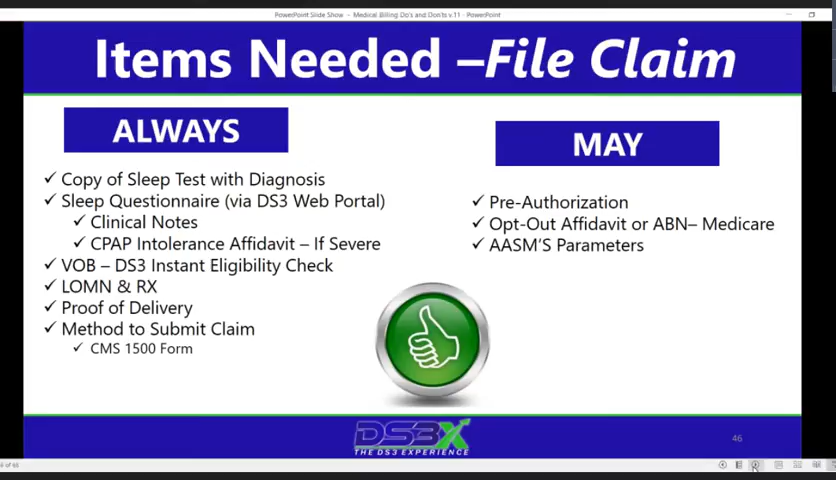 PowerPoint Slide Show - Medical Billing Do's and Don'ts v.11 - PowerPoint
Items Needed –File Claim
ALWAYS
✓ Copy of Sleep Test with Diagnosis
✓ Sleep Questionnaire (via DS3 Web Portal)
✓ Clinical Notes
✓ CPAP Intolerance Affidavit – If Severe
✓ VOB – DS3 Instant Eligibility Check
✓ LOMN & RX
✓ Proof of Delivery
✓ Method to Submit Claim
✓ CMS 1500 Form
MAY
✓ Pre-Authorization
✓ Opt-Out Affidavit or ABN– Medicare
✓ AASM'S Parameters
DS3X
THE DS3 EXPERIENCE
46